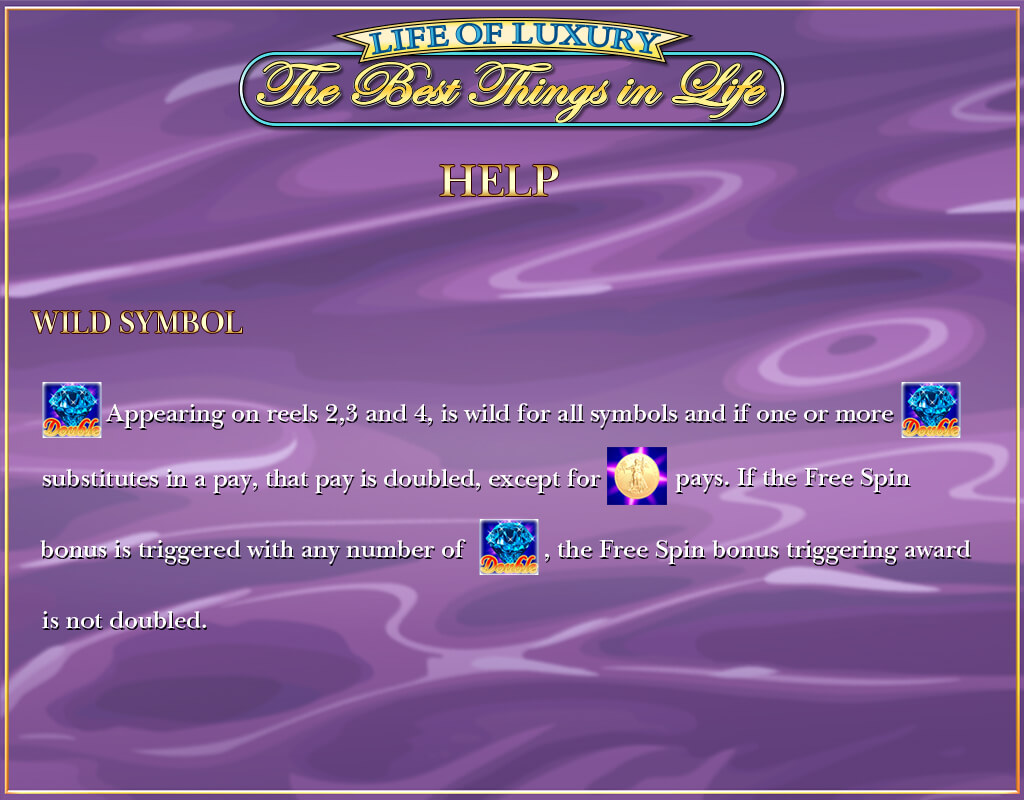 LIFE OF LUXURY
The Best Things in Life
HELP
WILD SYMBOL
Double Appearing on reels 2,3 and 4, is wild for all symbols and if one or more Double
substitutes in a pay, that pay is doubled, except for pays. If the Free Spin
bonus is triggered with any number of Double , the Free Spin bonus triggering award
is not doubled.